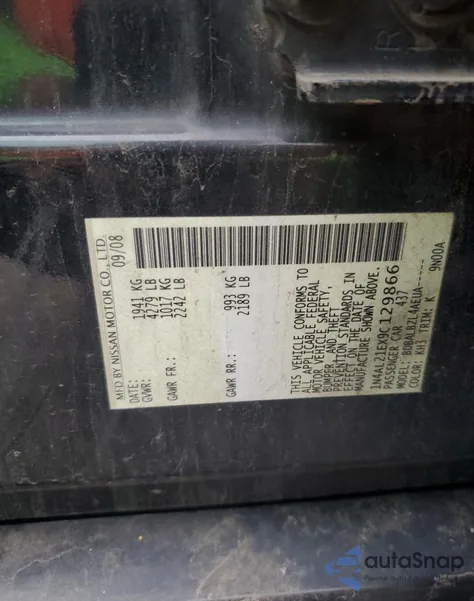 MFD BY NISSAN MOTOR CO., LTD.
DATE: 09/08
GVWR: 1941 KG
4279 LB
GAWR FR.: 1017 KG
2242 LB
GAWR RR.: 993 KG
2189 LB
THIS VEHICLE CONFORMS TO
ALL APPLICABLE FEDERAL
MOTOR VEHICLE SAFETY,
BUMPER, AND THEFT
PREVENTION STANDARDS IN
EFFECT ON THE DATE OF
MANUFACTURE SHOWN ABOVE.
1N4AL21EX9C129866
PASSENGER CAR 437
MODEL: 
COLOR: KH3 TRIM: K 9N00A
autoSnap